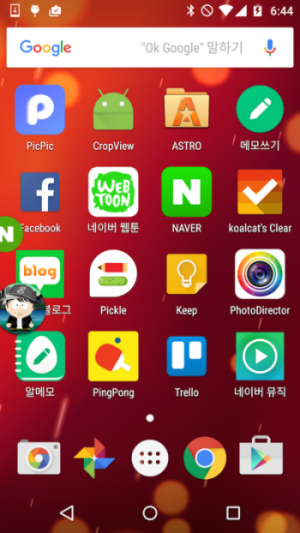 6:44
Google "Ok Google" 말하기
PicPic CropView ASTRO 메모쓰기
WEB
TOON
N
N
Facebook 네이버 웹툰 NAVER koalcat's Clear
blog
블로그 Pickle Keep PhotoDirector
알메모 PingPong Trello 네이버 뮤직